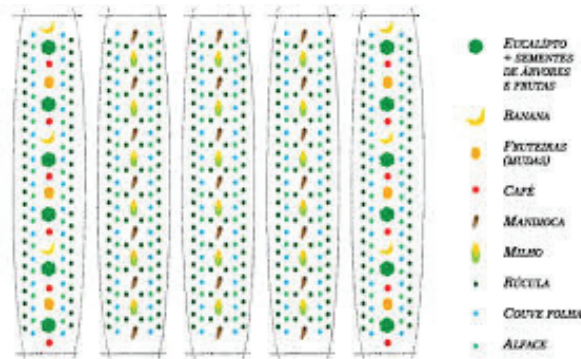 EUCALIPTO
+ SEMENTES
DE ÁRVORES
E FRUTAS
BANANA
FRUTEIRAS
(MUDAS)
CAFÉ
MANDIOCA
MILHO
RÚCULA
COUVE FOLHA
ALFACE